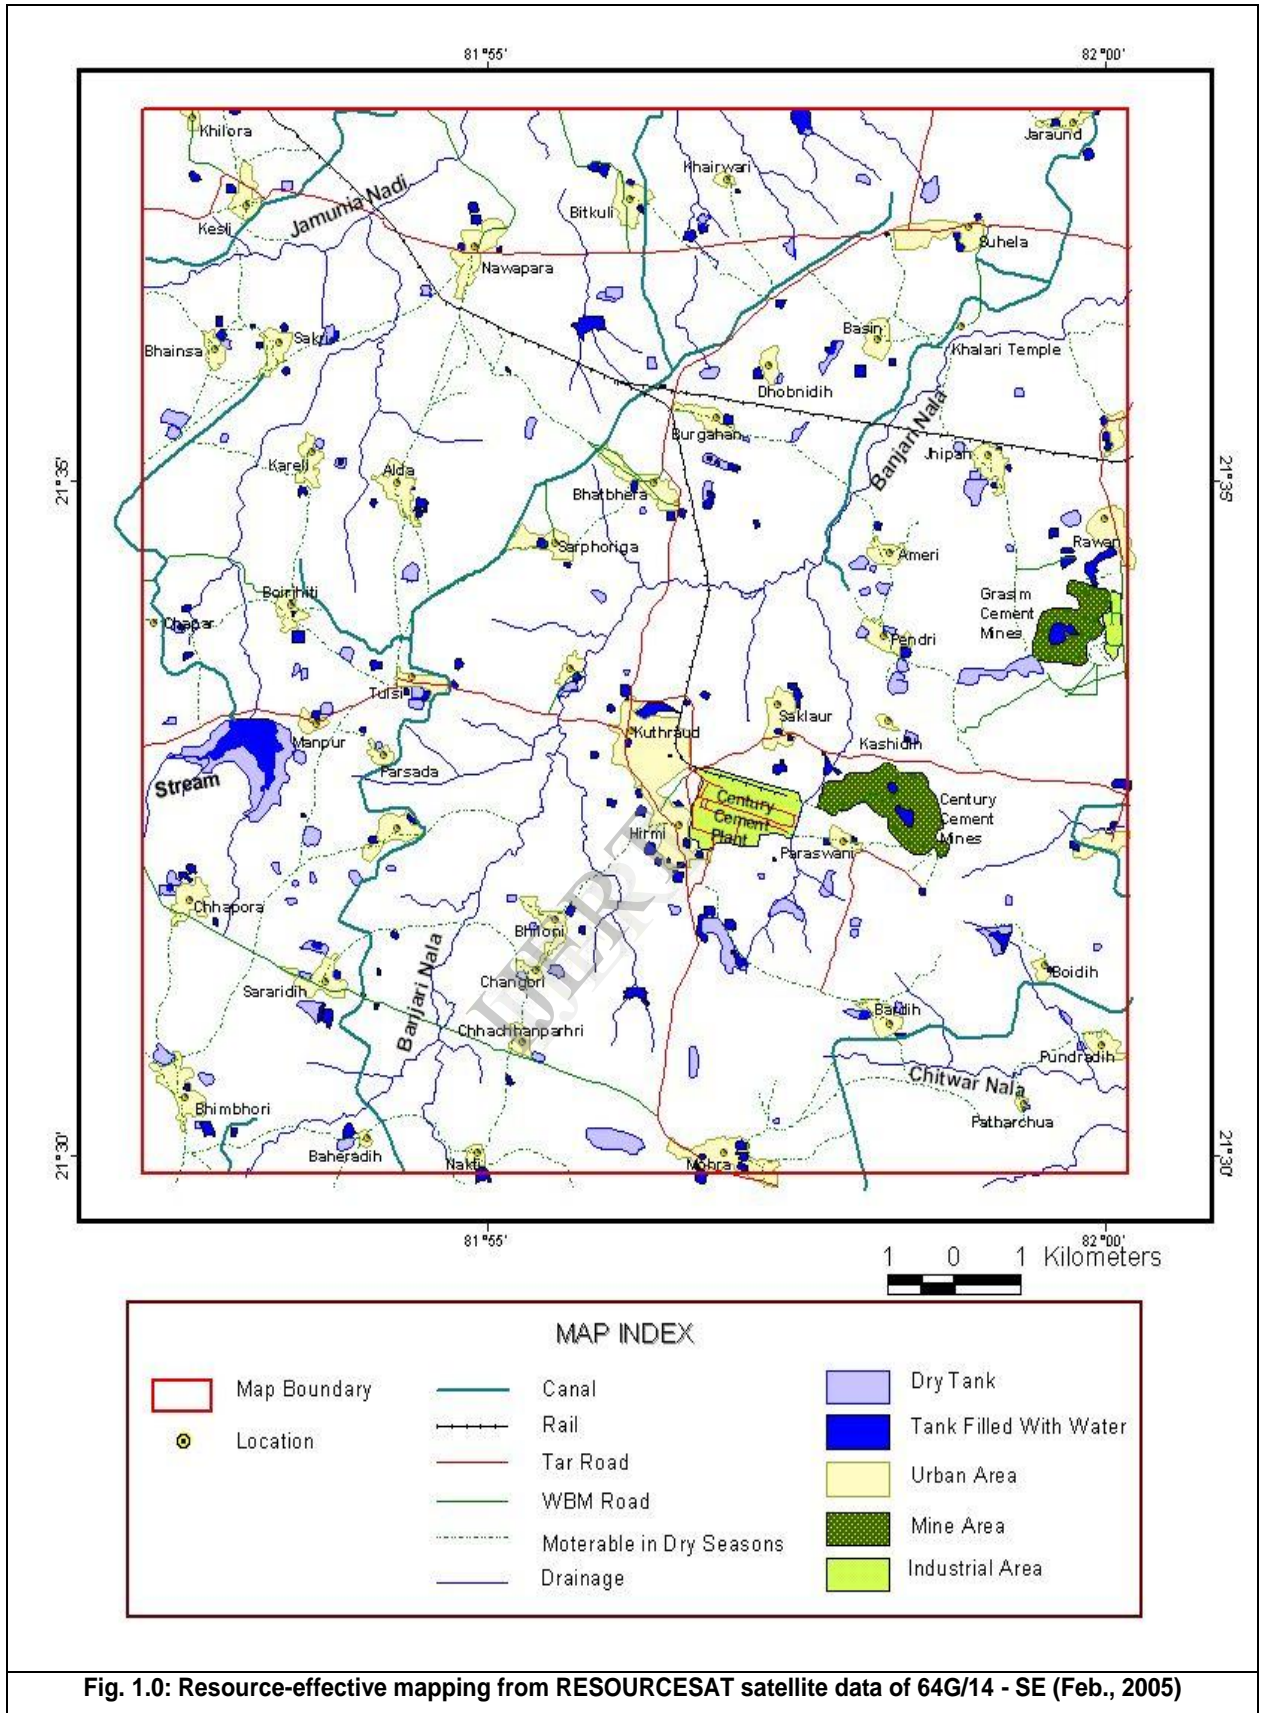 81°55'
82°00'
Khilora
Jaraund
Khairwari
Kesli
Jamunia Nadi
Bitkuli
Suhela
Nawapara
Bhainsa
Sakri
Basin
Khalari Temple
Dhobnidih
Burgahan
Banjari Nala
21°35'
Kareli
Alda
Jhipan
21°35'
Bhatbhera
Sarphoriga
Ameri
Rawan
Boirihiti
Grasim
Cement
Mines
Chapar
Pendri
Tulsi
Saklaur
Manpur
Kuthraud
Kashidih
Parsada
Stream
Century
Cement
Plant
Century
Cement
Mines
Hirmi
Paraswani
Chhapora
IJERT
Bhiloni
Banjari Nala
Changori
Boidih
Sararidih
Bardih
Chhachhanparhri
Pundradih
Chitwar Nala
Bhimbhori
Patharchua
21°30'
Baheradih
Nakti
Mohra
21°30'
81°55'
82°00'
1 0 1 Kilometers
MAP INDEX
Map Boundary
Location
Canal
Rail
Tar Road
WBM Road
Moterable in Dry Seasons
Drainage
Dry Tank
Tank Filled With Water
Urban Area
Mine Area
Industrial Area
Fig. 1.0: Resource-effective mapping from RESOURCESAT satellite data of 64G/14 - SE (Feb., 2005)